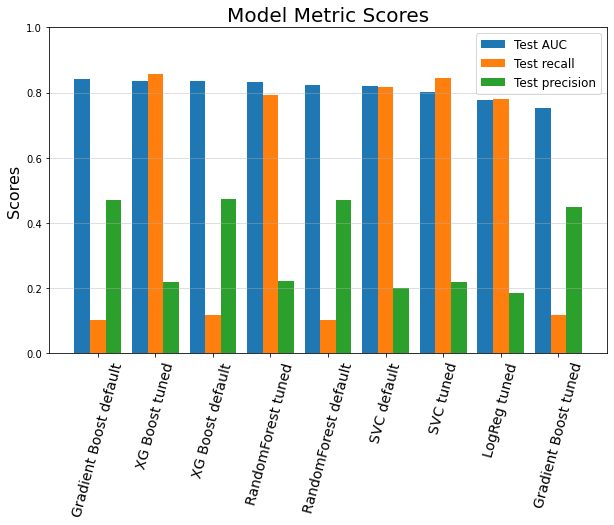 Model Metric Scores
Test AUC
Test recall
Test precision
Scores
1.0
0.8
0.6
0.4
0.2
0.0
Gradient Boost default
XG Boost tuned
XG Boost default
RandomForest tuned
RandomForest default
SVC default
SVC tuned
LogReg tuned
Gradient Boost tuned